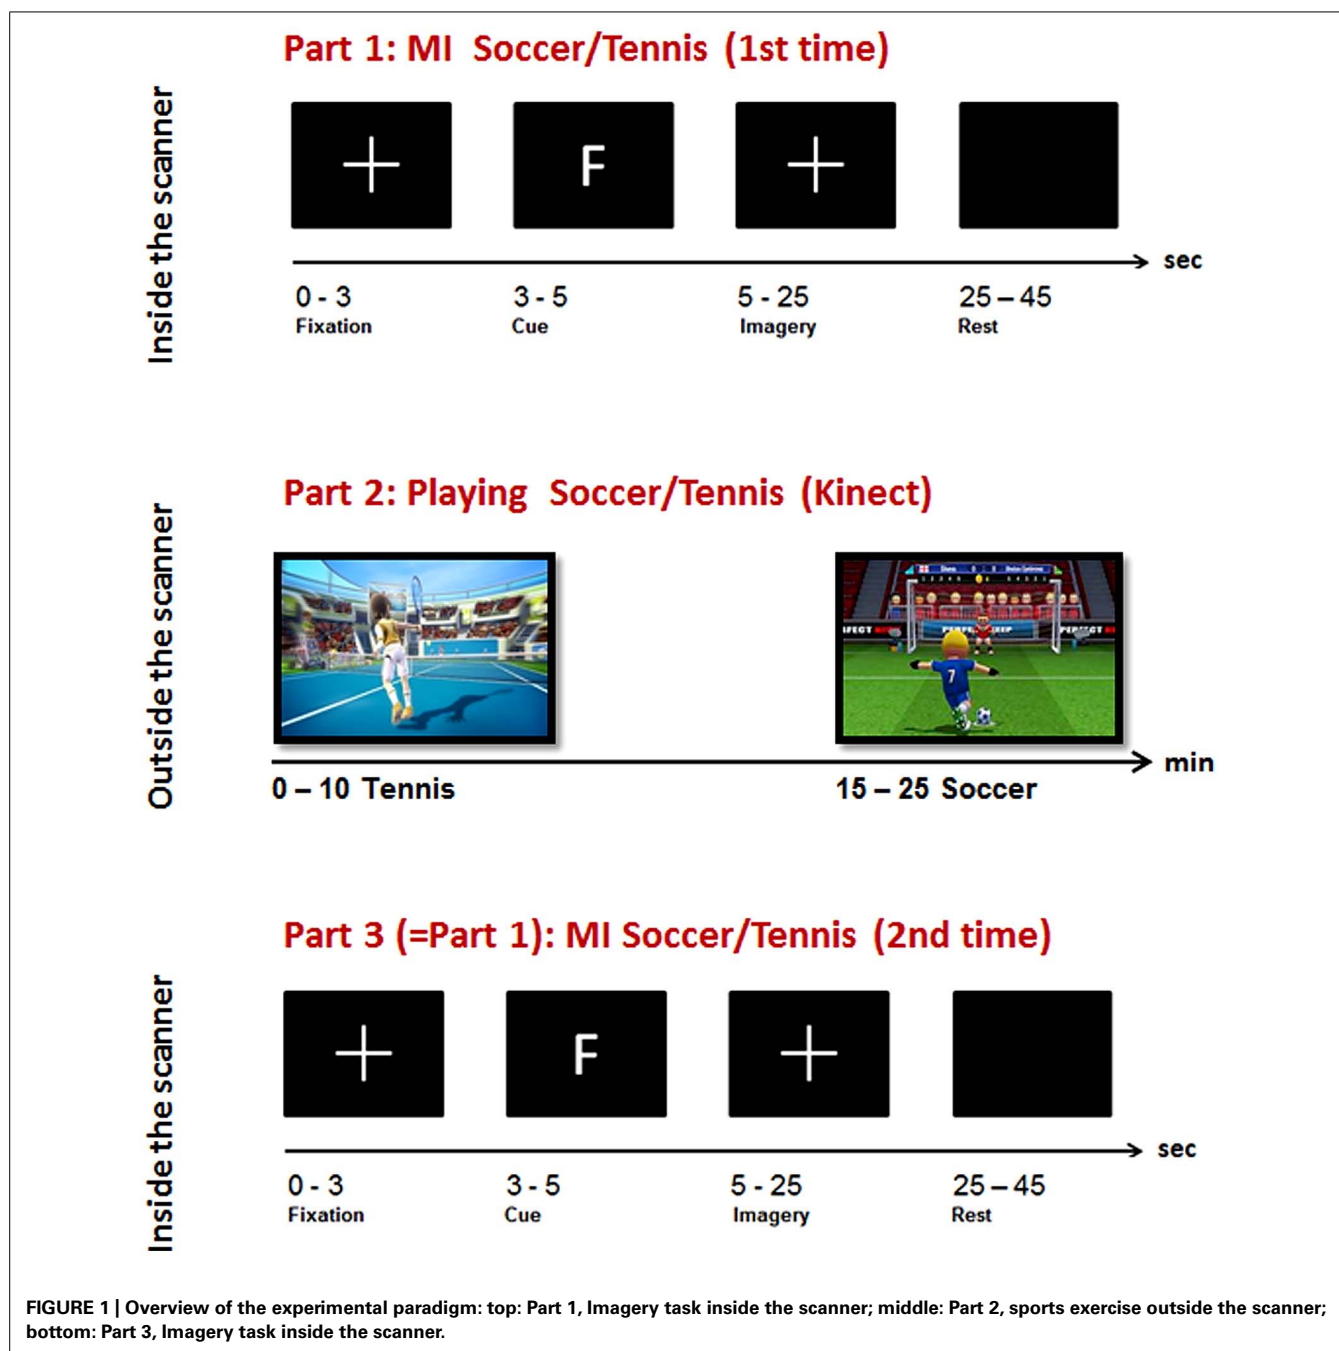 Part 1: MI Soccer/Tennis (1st time)
Inside the scanner
F
sec
0 - 3
3 - 5
5 - 25
25 – 45
Fixation
Cue
Imagery
Rest
Part 2: Playing Soccer/Tennis (Kinect)
Outside the scanner
7
min
0 – 10 Tennis
15 – 25 Soccer
Part 3 (=Part 1): MI Soccer/Tennis (2nd time)
Inside the scanner
F
sec
0 - 3
3 - 5
5 - 25
25 – 45
Fixation
Cue
Imagery
Rest
FIGURE 1 | Overview of the experimental paradigm: top: Part 1, Imagery task inside the scanner; middle: Part 2, sports exercise outside the scanner;
bottom: Part 3, Imagery task inside the scanner.